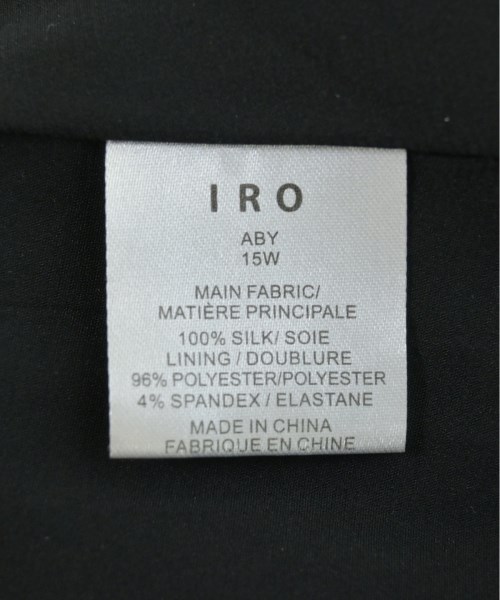 IRO
ABY
15W
MAIN FABRIC/
MATIÈRE PRINCIPALE
100% SILK/ SOIE
LINING / DOUBLURE
96% POLYESTER/POLYESTER
4% SPANDEX / ELASTANE
MADE IN CHINA
FABRIQUE EN CHINE